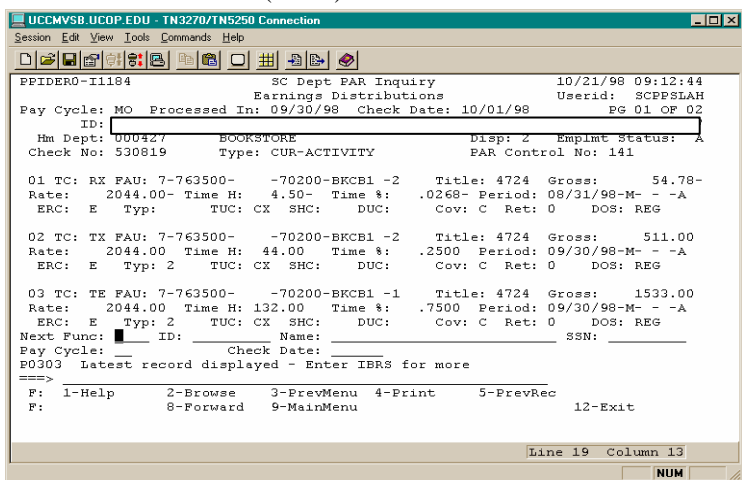 UCCMVSB.UCOP.EDU - TN3270/TN5250 Connection
Session Edit View Tools Commands Help
PPIDER0-I1184 SC Dept PAR Inquiry 10/21/98 09:12:44
Earnings Distributions Userid: SCPPSLAH
Pay Cycle: MO Processed In: 09/30/98 Check Date: 10/01/98 PG 01 OF 02
ID:
Hm Dept: 000427 BOOKSTORE Disp: 2 Emplmt Status: A
Check No: 530819 Type: CUR-ACTIVITY PAR Control No: 141
01 TC: RX FAU: 7-763500- -70200-BKCB1 -2 Title: 4724 Gross: 54.78-
Rate: 2044.00- Time H: 4.50- Time %: .0268- Period: 08/31/98-M- - -A
ERC: E Typ: TUC: CX SHC: DUC: Cov: C Ret: 0 DOS: REG
02 TC: TX FAU: 7-763500- -70200-BKCB1 -2 Title: 4724 Gross: 511.00
Rate: 2044.00 Time H: 44.00 Time %: .2500 Period: 09/30/98-M- - -A
ERC: E Typ: 2 TUC: CX SHC: DUC: Cov: C Ret: 0 DOS: REG
03 TC: TE FAU: 7-763500- -70200-BKCB1 -1 Title: 4724 Gross: 1533.00
Rate: 2044.00 Time H: 132.00 Time %: .7500 Period: 09/30/98-M- - -A
ERC: E Typ: 2 TUC: CX SHC: DUC: Cov: C Ret: 0 DOS: REG
Next Func: ID: Name: SSN:
Pay Cycle: Check Date:
P0303 Latest record displayed - Enter IBRS for more
===>
F: 1-Help 2-Browse 3-PrevMenu 4-Print 5-PrevRec
F: 8-Forward 9-MainMenu 12-Exit
Line 19 Column 13
NUM